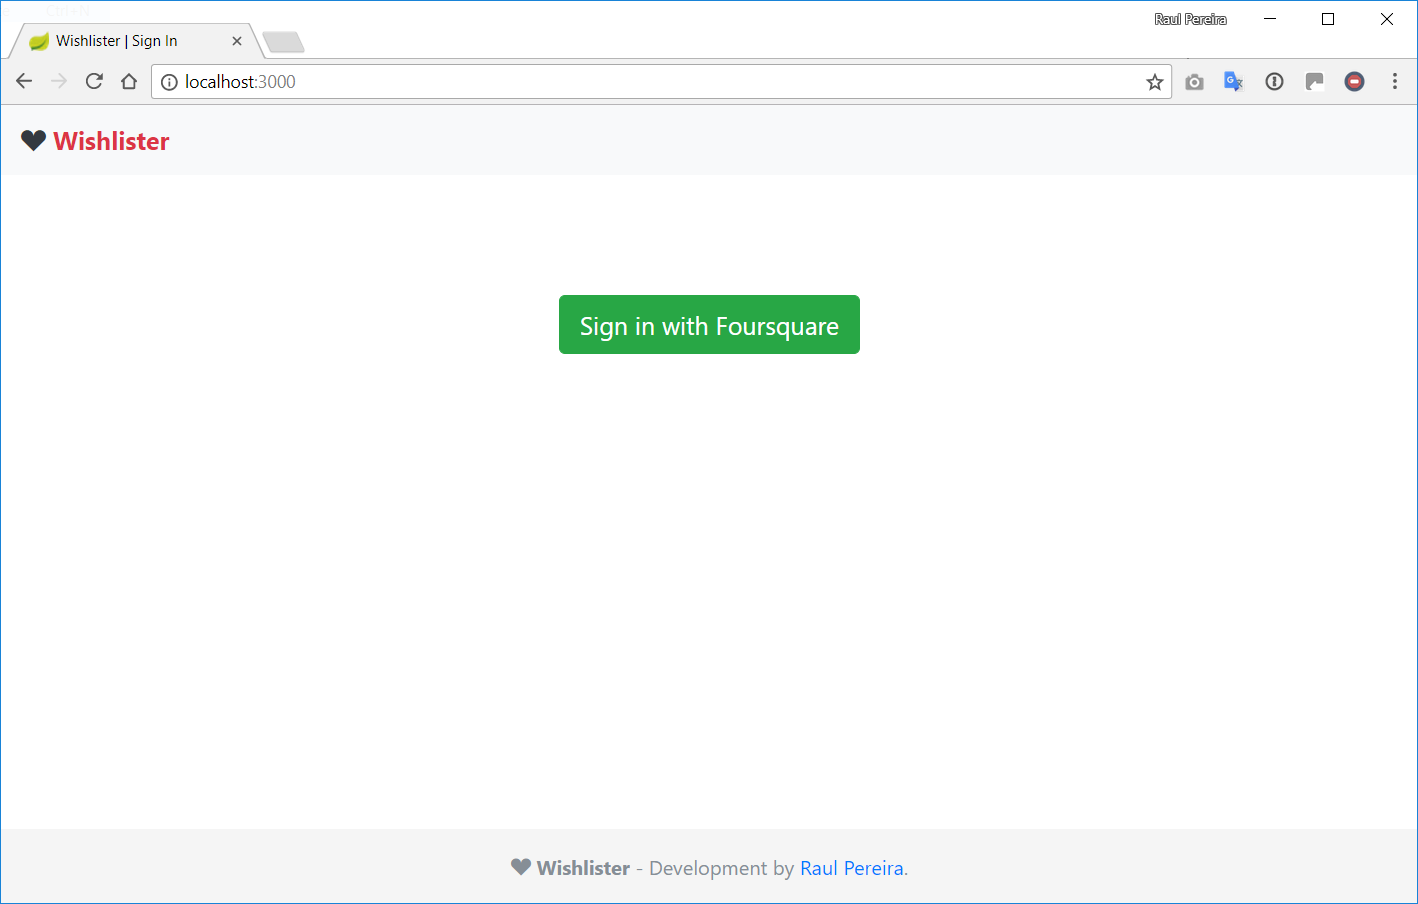 Raul Pereira
Wishlister | Sign In
localhost:3000
Wishlister
Sign in with Foursquare
Wishlister - Development by Raul Pereira.